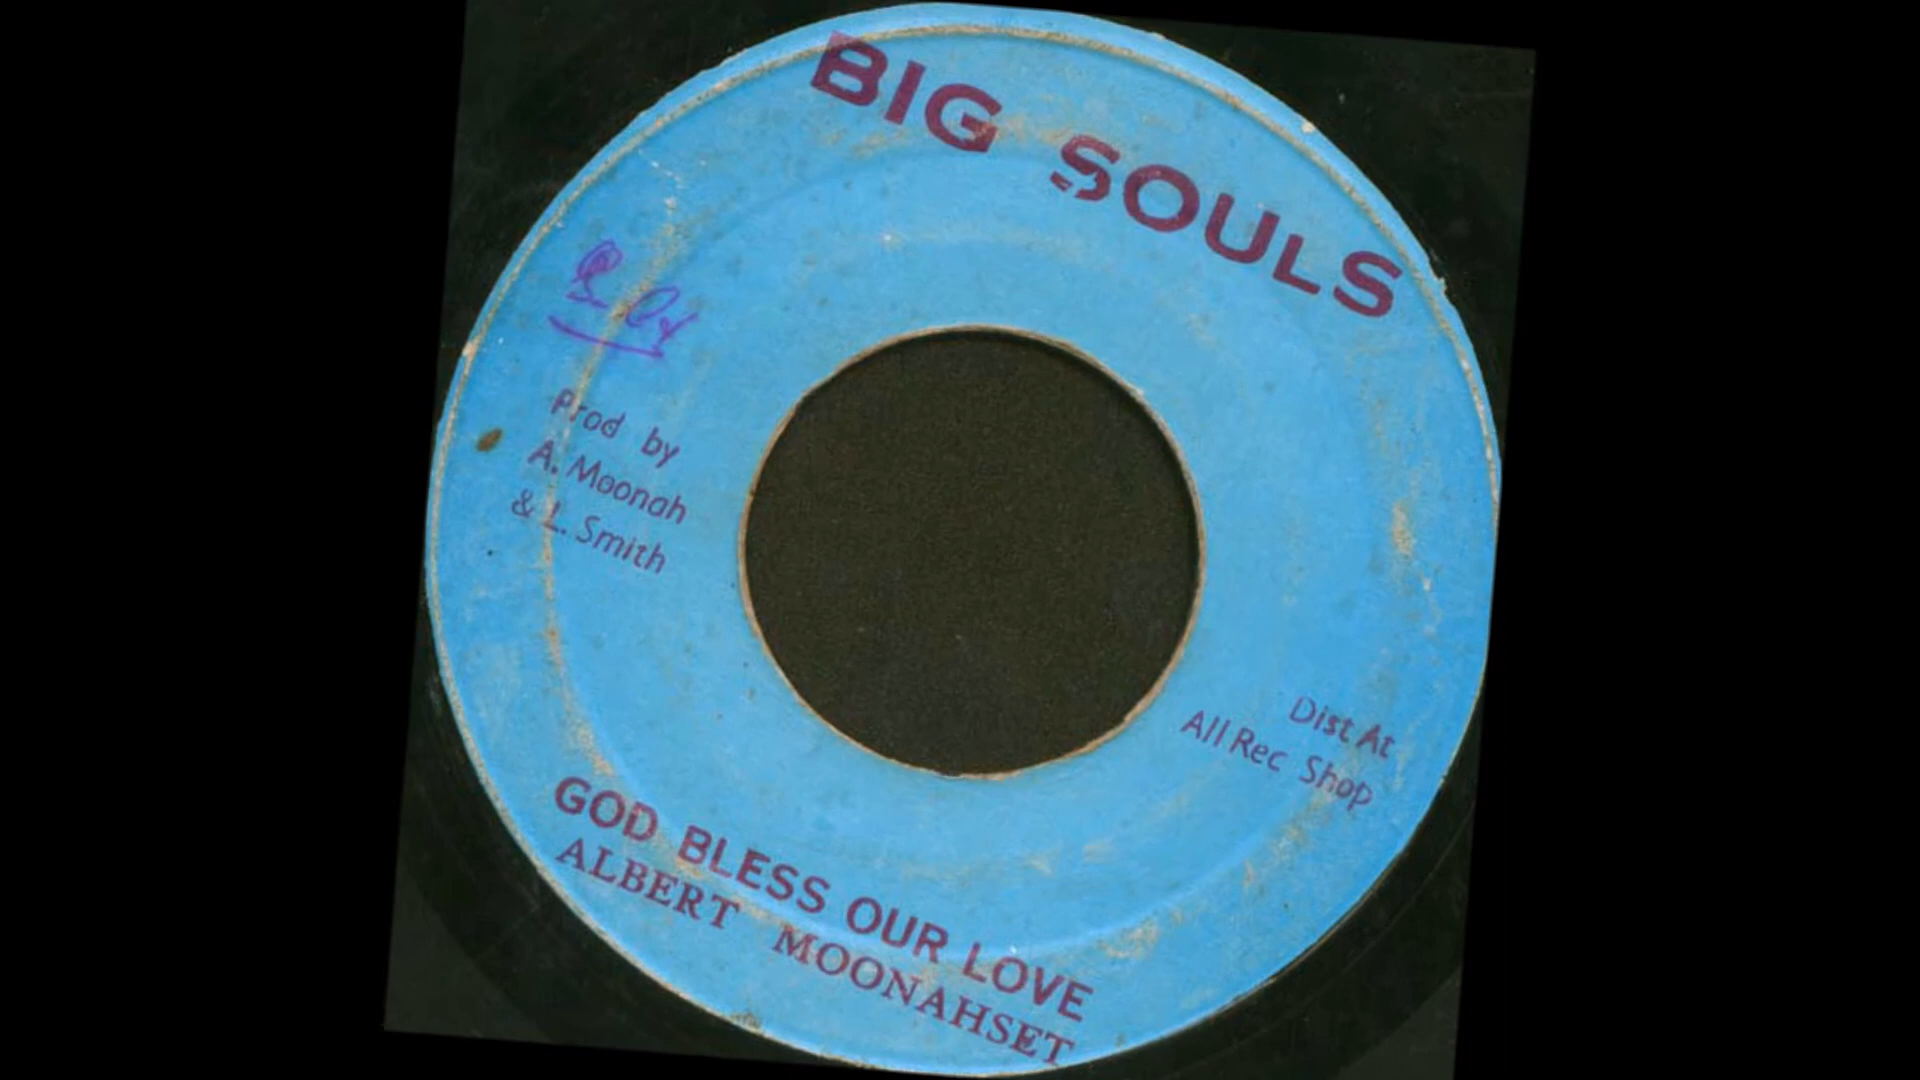 BIG SOULS
Prod by
A. Moonah
& L. Smith
Dist At
All Rec Shop
GOD BLESS OUR LOVE
ALBERT MOONAHSET